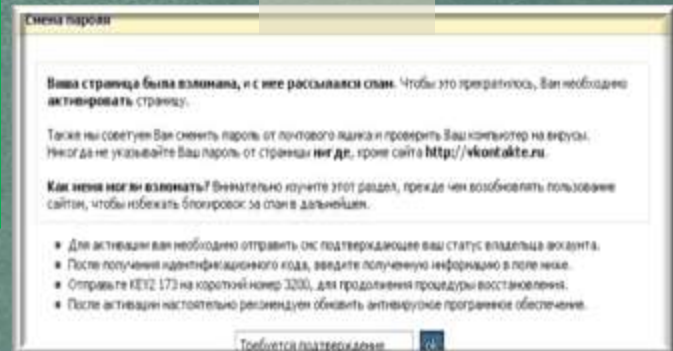 Смена пароля
Ваша страница была взломана, и с нее рассылался спам. Чтобы это прекратилось, Вам необходимо
активировать страницу.
Также мы советуем Вам сменить пароль от почтового ящика и проверить Ваш компьютер на вирусы.
Никогда не указывайте Ваш пароль от страницы нигде, кроме сайта http://vkontakte.ru.
Как меня могли взломать? Внимательно изучите этот раздел, прежде чем возобновлять пользование
сайтом, чтобы избежать блокировок за спам в дальнейшем.
Для активации вам необходимо отправить смс подтверждающее ваш статус владельца аккаунта.
После получения идентификационного кода, введите полученную информацию в поле ниже.
Отправьте KEY2 173 на короткий номер 3200, для продолжения процедуры восстановления.
После активации настоятельно рекомендуем обновить антивирусное программное обеспечение.
Требуется подтверждение ok